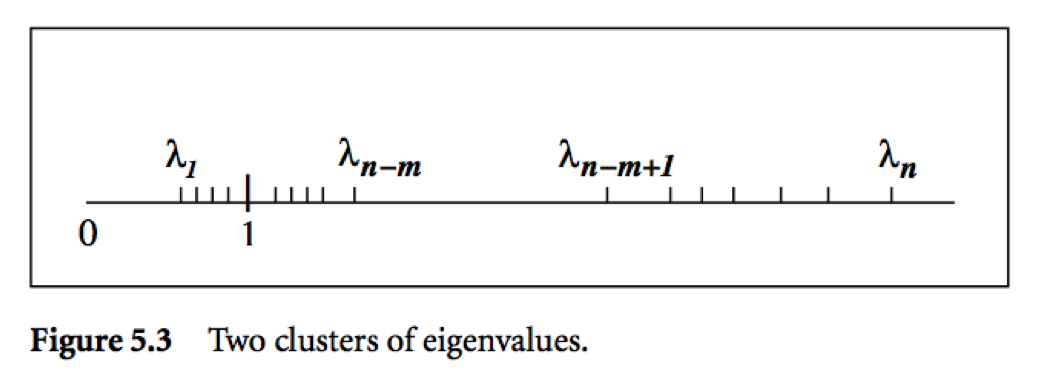 λ₁ λₙ₋ₘ λₙ₋ₘ₊₁ λₙ
0 1
Figure 5.3 Two clusters of eigenvalues.